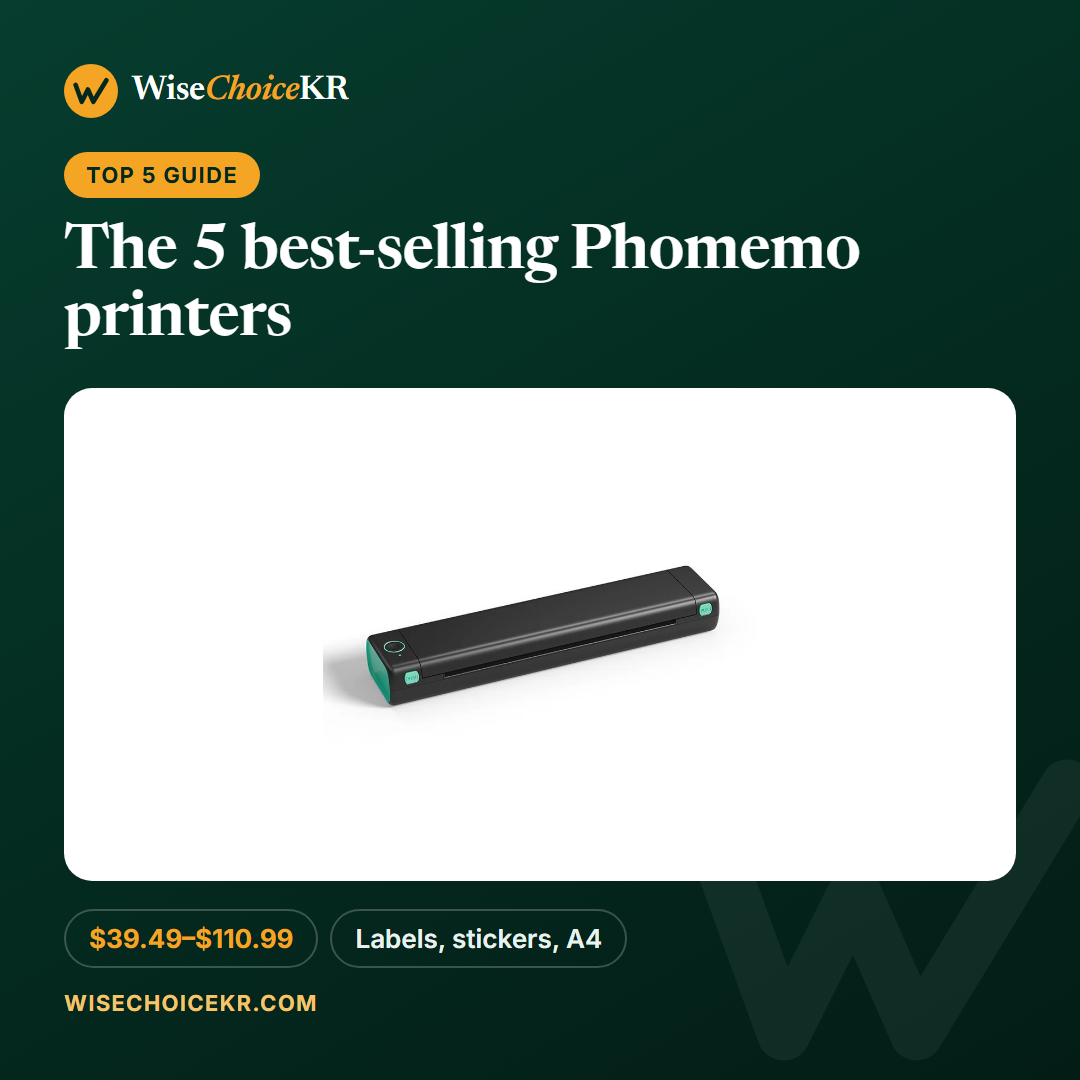 WiseChoiceKR
TOP 5 GUIDE
The 5 best-selling Phomemo
printers
$39.49–$110.99
Labels, stickers, A4
WISECHOICEKR.COM